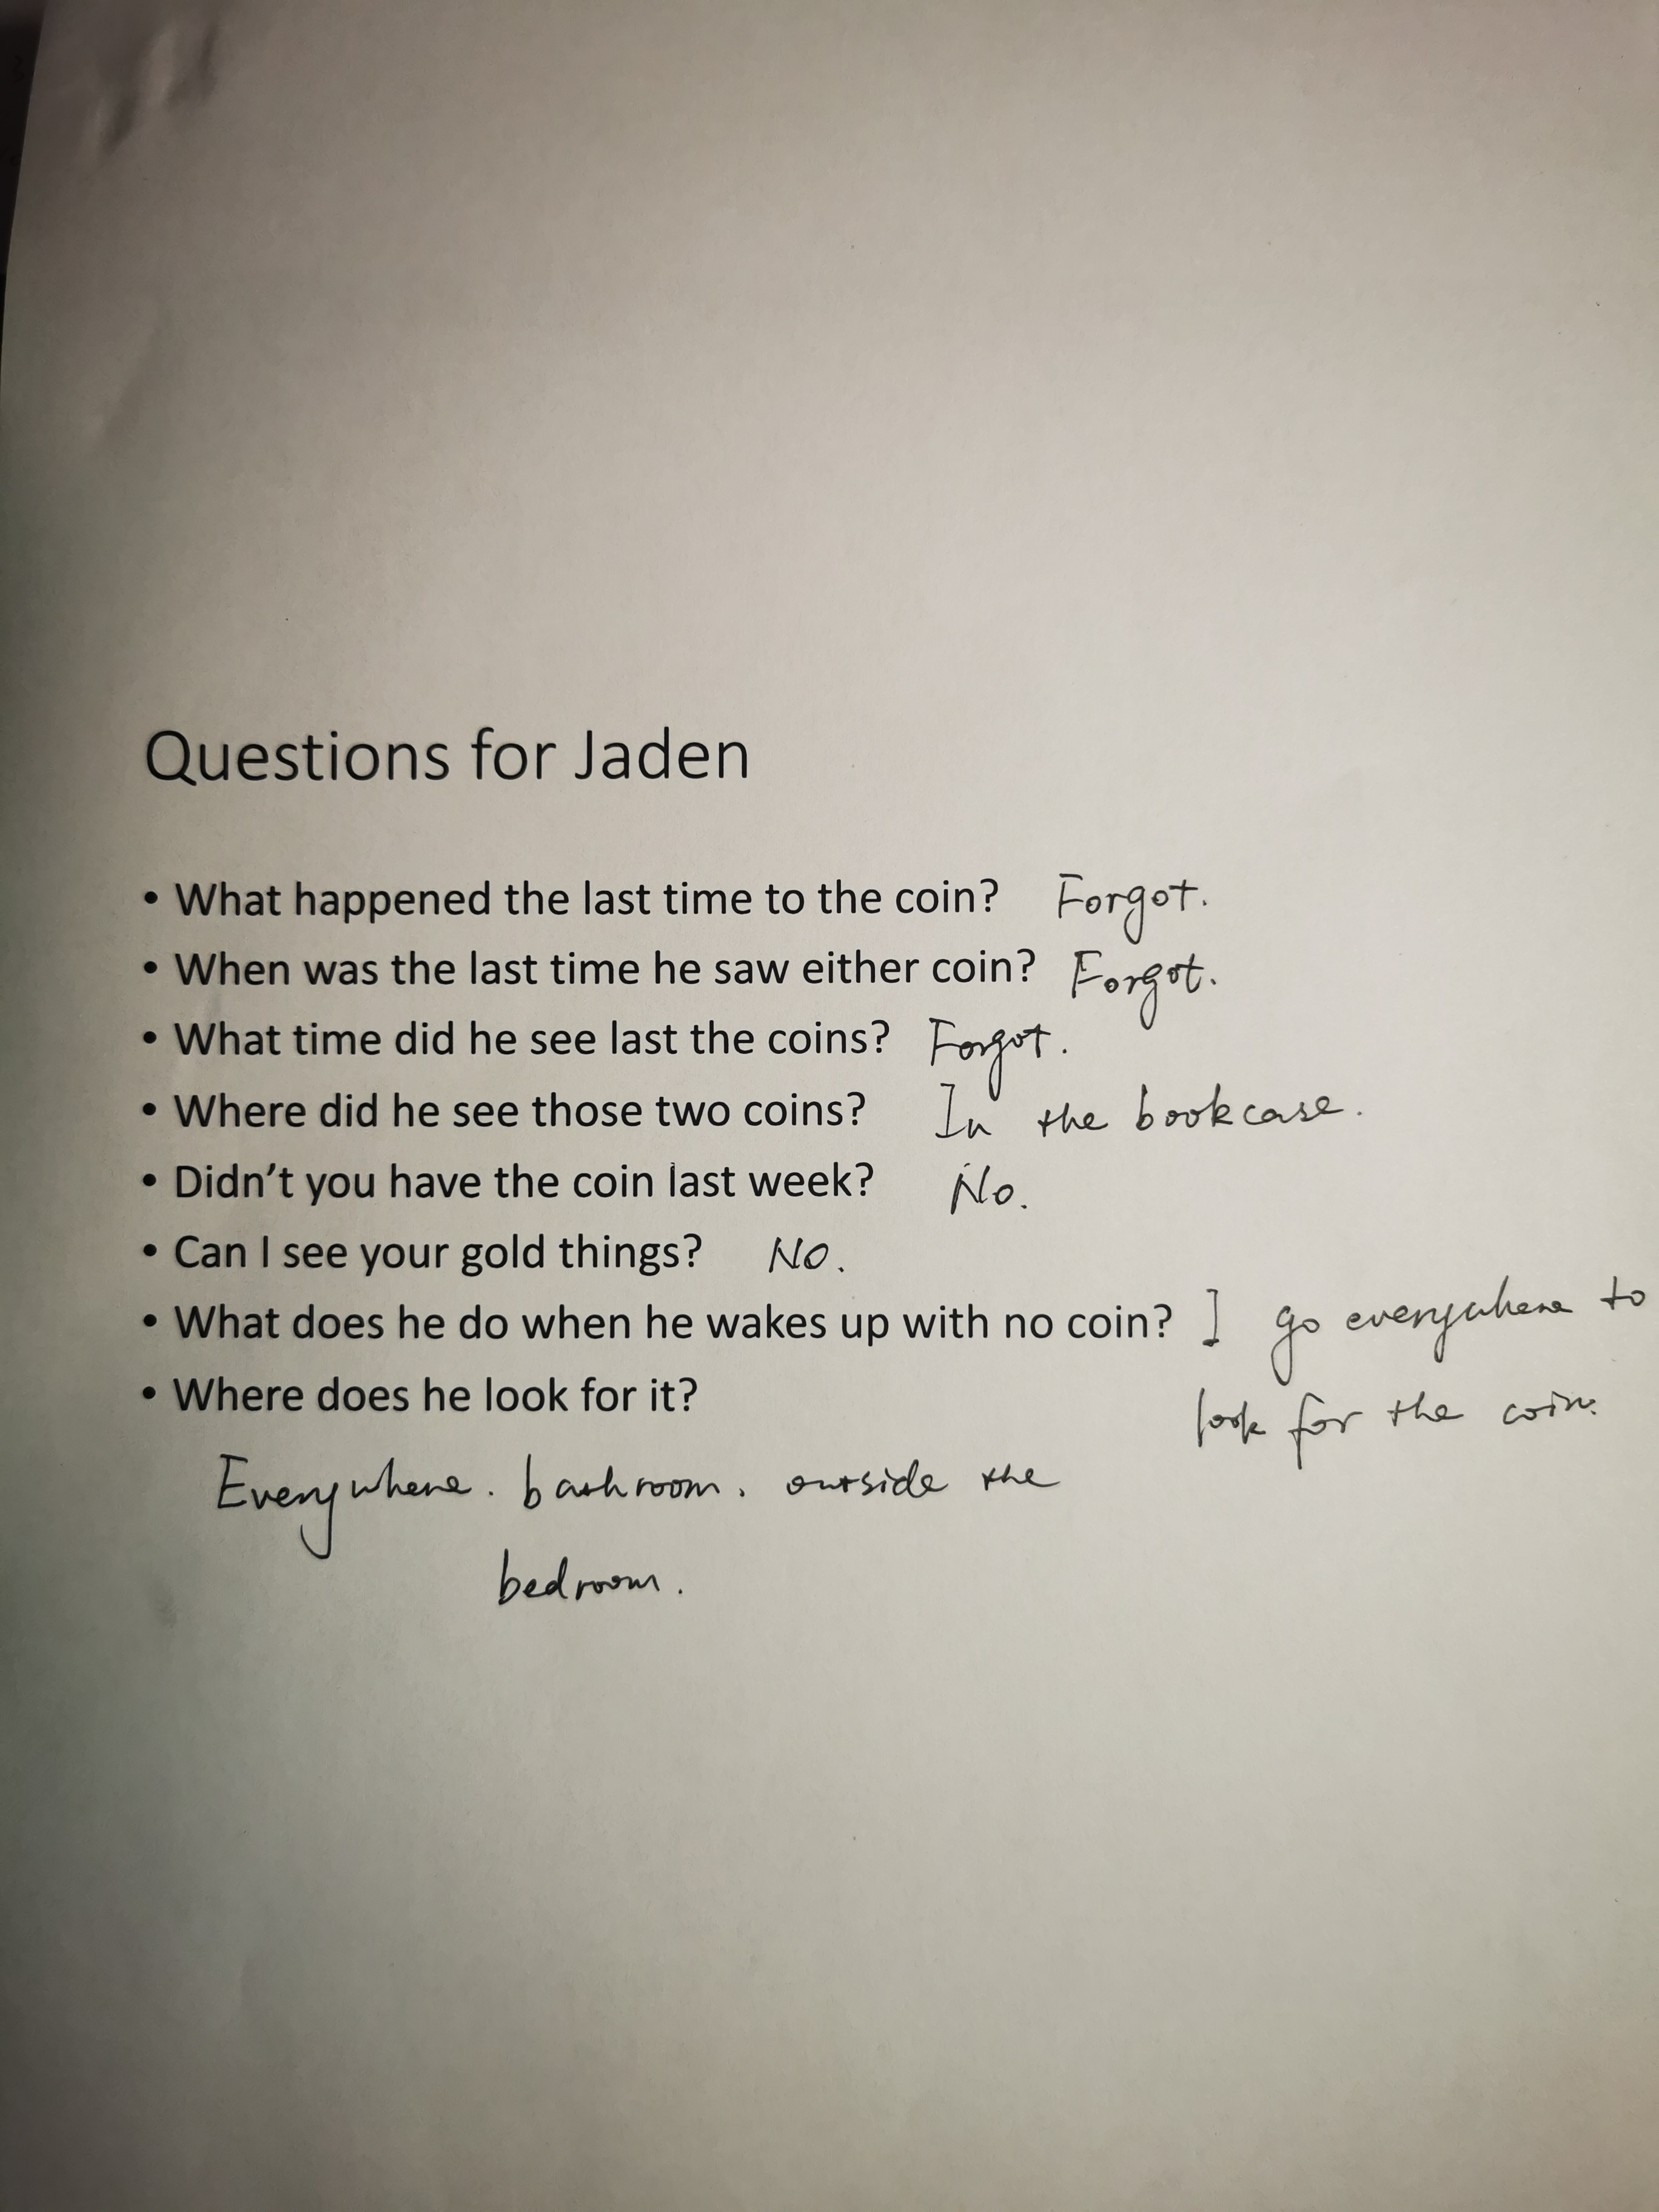 Questions for Jaden
• What happened the last time to the coin? Forgot.
• When was the last time he saw either coin? Forgot.
• What time did he see last the coins? Forgot.
• Where did he see those two coins? In the bookcase.
• Didn't you have the coin last week? No.
• Can I see your gold things? NO.
• What does he do when he wakes up with no coin? I go everywhere to
look for the coin.
• Where does he look for it?
Everywhere. bathroom. outside the
bedroom.